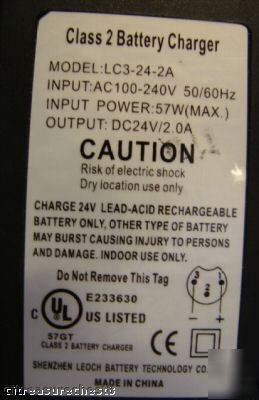 Class 2 Battery Charger
MODEL:LC3-24-2A
INPUT:AC100-240V 50/60Hz
INPUT POWER:57W(MAX.)
OUTPUT: DC24V/2.0A
CAUTION
Risk of electric shock
Dry location use only
CHARGE 24V LEAD-ACID RECHARGEABLE
BATTERY ONLY, OTHER TYPE OF BATTERY
MAY BURST CAUSING INJURY TO PERSONS
AND DAMAGE. INDOOR USE ONLY.
Do Not Remove This Tag
3 1
2
E233630
C UL US LISTED
57GT
CLASS 2 BATTERY CHARGER
CE
SHENZHEN LEOCH BATTERY TECHNOLOGY CO.
MADE IN CHINA
citreasurechests